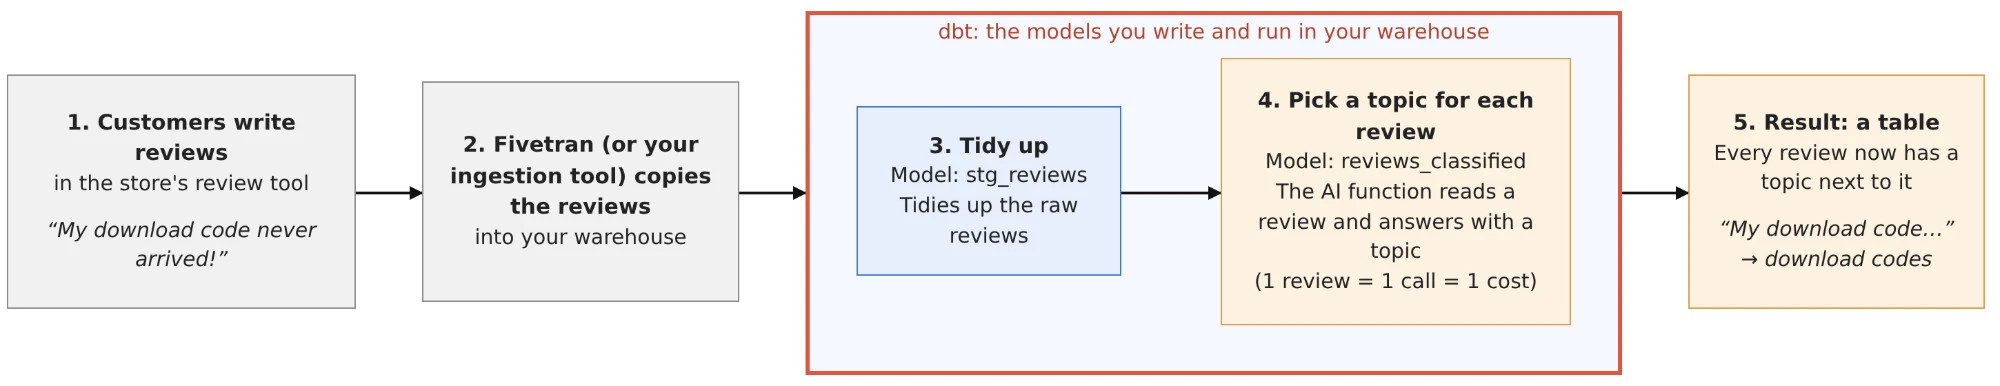 dbt: the models you write and run in your warehouse
1. Customers write
reviews
in the store's review tool
“My download code never
arrived!”
2. Fivetran (or your
ingestion tool) copies
the reviews
into your warehouse
3. Tidy up
Model: stg_reviews
Tidies up the raw
reviews
4. Pick a topic for each
review
Model: reviews_classified
The AI function reads a
review and answers with a
topic
(1 review = 1 call = 1 cost)
5. Result: a table
Every review now has a
topic next to it
“My download code...”
→ download codes